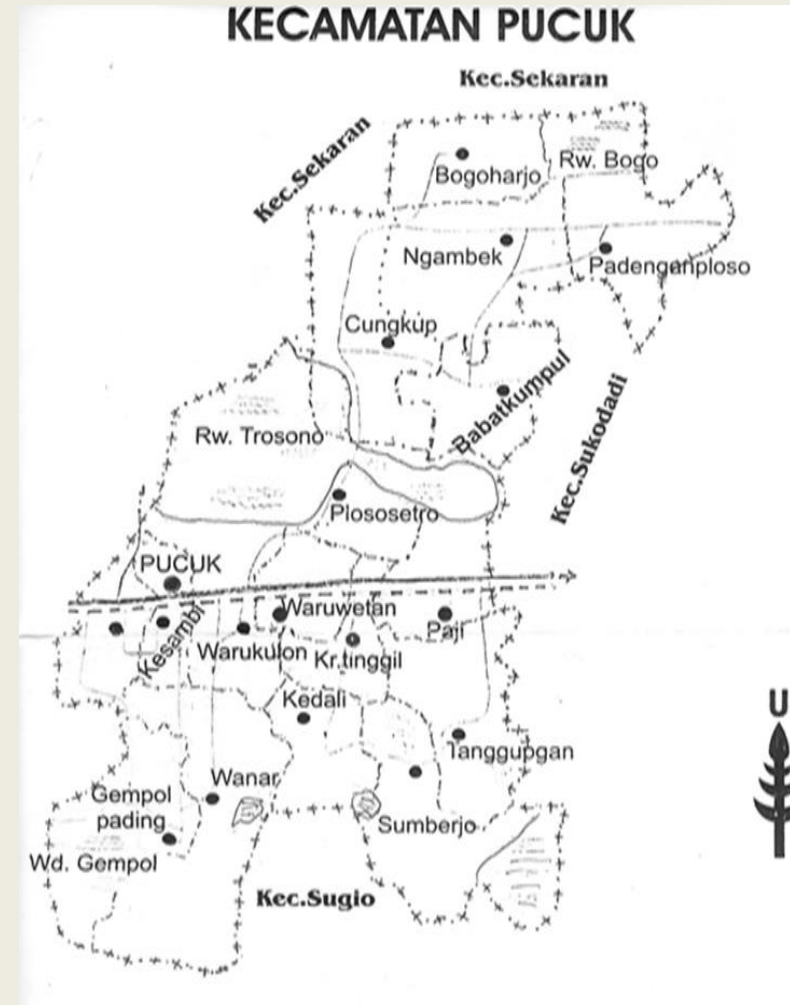 KECAMATAN PUCUK
Kec.Sekaran
Kec.Sekaran
Bogoharjo
Rw. Bogo
Ngambek
Padenganploso
Cungkup
Babatkumpul
Kec.Sukodadi
Rw. Trosono
Plososetro
PUCUK
Waruwetan
Paji
Kesambi
Warukulon
Kr.tinggil
Kedali
U
Tanggupgan
Wanar
Gempol
pading
Sumberjo
Wd. Gempol
Kec.Sugio